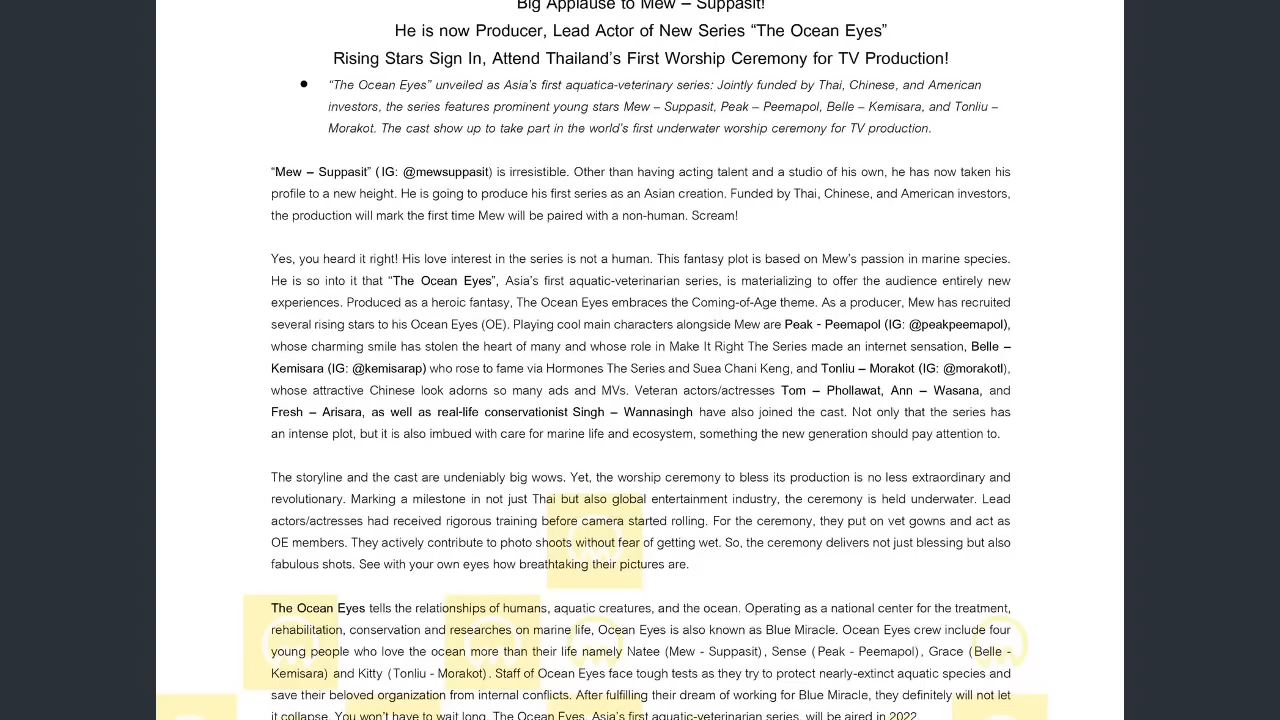 Big Applause to Mew – Suppasit!
He is now Producer, Lead Actor of New Series “The Ocean Eyes”
Rising Stars Sign In, Attend Thailand’s First Worship Ceremony for TV Production!
● “The Ocean Eyes” unveiled as Asia’s first aquatica-veterinary series: Jointly funded by Thai, Chinese, and American
investors, the series features prominent young stars Mew – Suppasit, Peak – Peemapol, Belle – Kemisara, and Tonliu –
Morakot. The cast show up to take part in the world’s first underwater worship ceremony for TV production.
“Mew – Suppasit” (IG: @mewsuppasit) is irresistible. Other than having acting talent and a studio of his own, he has now taken his
profile to a new height. He is going to produce his first series as an Asian creation. Funded by Thai, Chinese, and American investors,
the production will mark the first time Mew will be paired with a non-human. Scream!
Yes, you heard it right! His love interest in the series is not a human. This fantasy plot is based on Mew’s passion in marine species.
He is so into it that “The Ocean Eyes”, Asia’s first aquatic-veterinarian series, is materializing to offer the audience entirely new
experiences. Produced as a heroic fantasy, The Ocean Eyes embraces the Coming-of-Age theme. As a producer, Mew has recruited
several rising stars to his Ocean Eyes (OE). Playing cool main characters alongside Mew are Peak - Peemapol (IG: @peakpeemapol),
whose charming smile has stolen the heart of many and whose role in Make It Right The Series made an internet sensation, Belle –
Kemisara (IG: @kemisarap) who rose to fame via Hormones The Series and Suea Chani Keng, and Tonliu – Morakot (IG: @morakotl),
whose attractive Chinese look adorns so many ads and MVs. Veteran actors/actresses Tom – Phollawat, Ann – Wasana, and
Fresh – Arisara, as well as real-life conservationist Singh – Wannasingh have also joined the cast. Not only that the series has
an intense plot, but it is also imbued with care for marine life and ecosystem, something the new generation should pay attention to.
The storyline and the cast are undeniably big wows. Yet, the worship ceremony to bless its production is no less extraordinary and
revolutionary. Marking a milestone in not just Thai but also global entertainment industry, the ceremony is held underwater. Lead
actors/actresses had received rigorous training before camera started rolling. For the ceremony, they put on vet gowns and act as
OE members. They actively contribute to photo shoots without fear of getting wet. So, the ceremony delivers not just blessing but also
fabulous shots. See with your own eyes how breathtaking their pictures are.
The Ocean Eyes tells the relationships of humans, aquatic creatures, and the ocean. Operating as a national center for the treatment,
rehabilitation, conservation and researches on marine life, Ocean Eyes is also known as Blue Miracle. Ocean Eyes crew include four
young people who love the ocean more than their life namely Natee (Mew - Suppasit), Sense (Peak - Peemapol), Grace (Belle -
Kemisara) and Kitty (Tonliu - Morakot). Staff of Ocean Eyes face tough tests as they try to protect nearly-extinct aquatic species and
save their beloved organization from internal conflicts. After fulfilling their dream of working for Blue Miracle, they definitely will not let
it collapse. You won’t have to wait long. The Ocean Eyes, Asia’s first aquatic-veterinarian series, will be aired in 2022